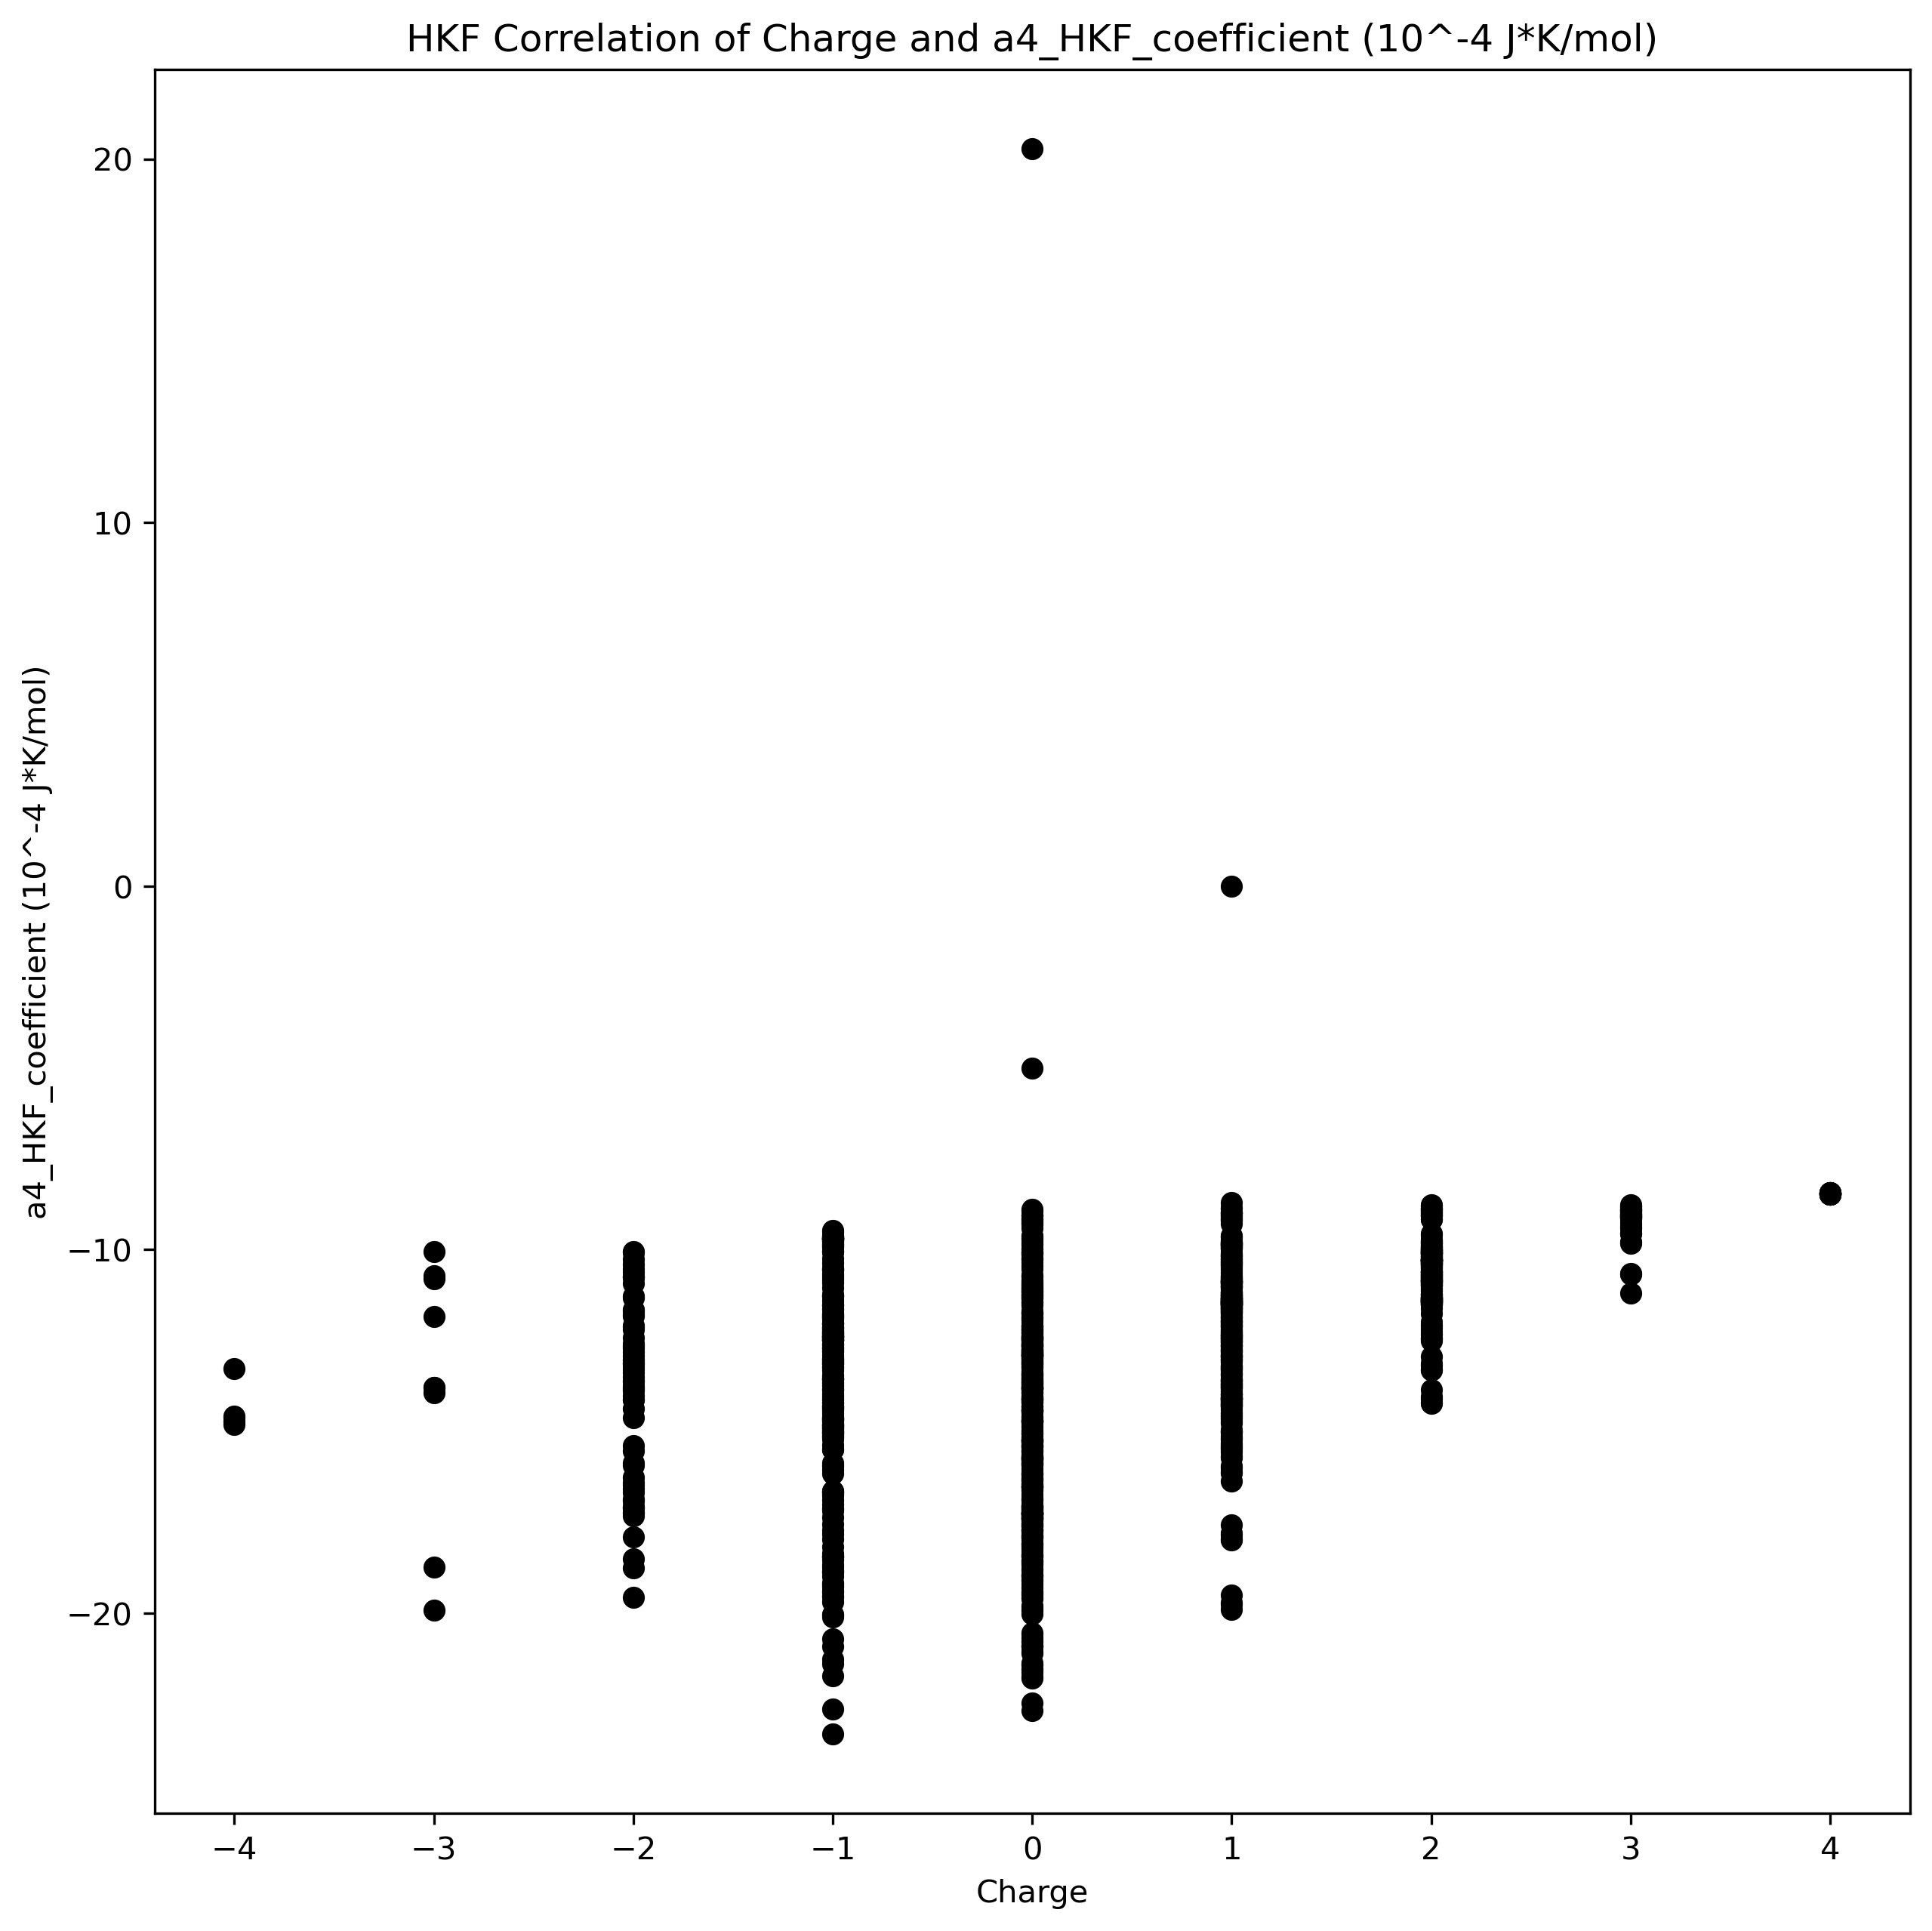 HKF Correlation of Charge and a4_HKF_coefficient (10^-4 J*K/mol)
a4_HKF_coefficient (10^-4 J*K/mol)
20
10
0
−10
−20
−4 −3 −2 −1 0 1 2 3 4
Charge